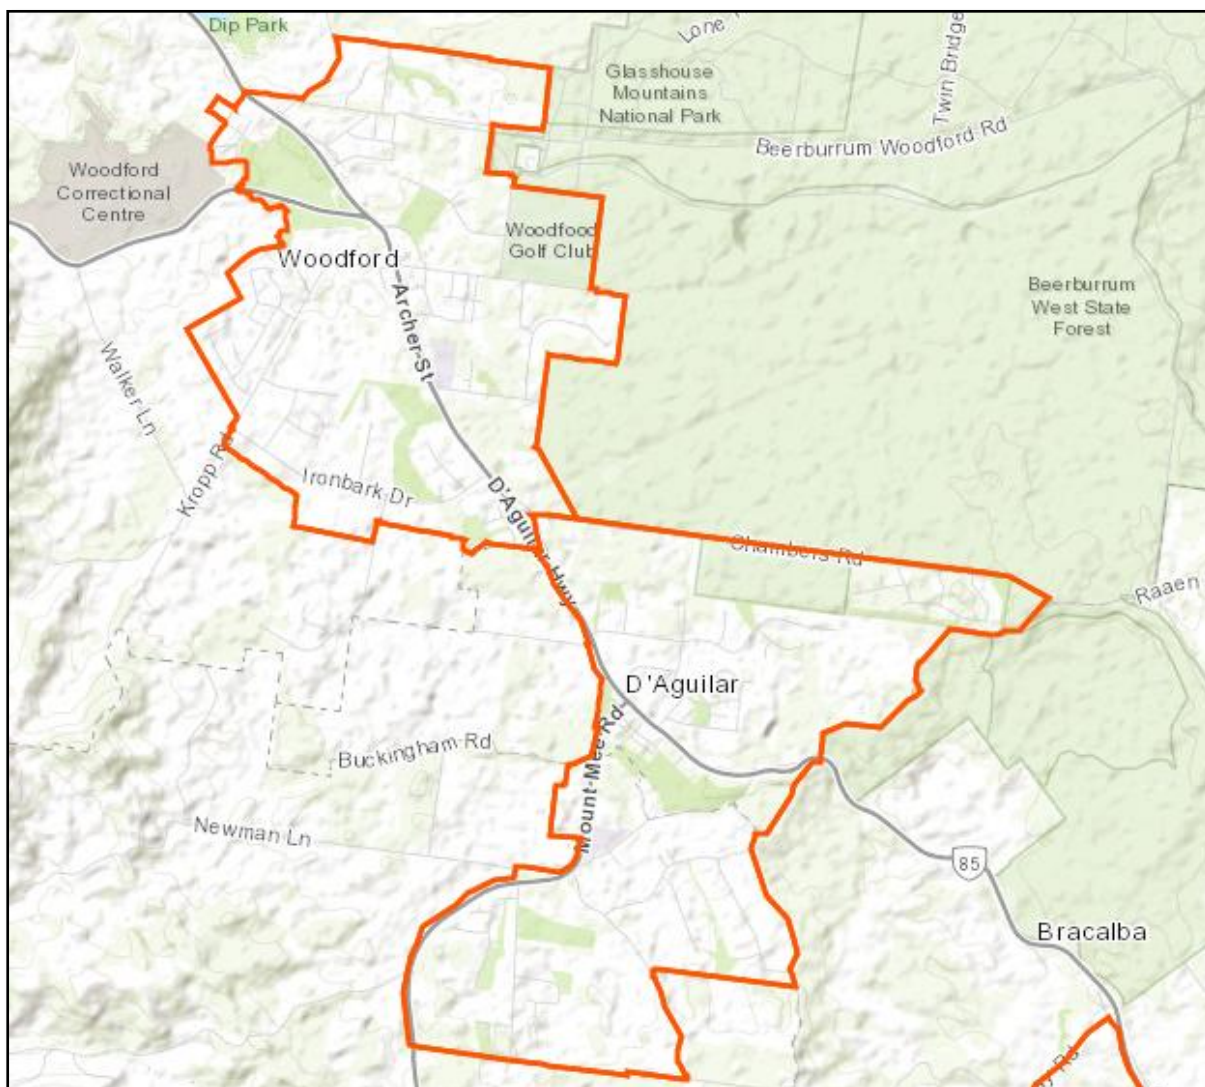 Dip Park
Lone
Twin Bridge
Glasshouse
Mountains
National Park
Beerburrum Woodford Rd
Woodford
Correctional
Centre
Woodfood
Golf Club
Woodford
Beerburrum
West State
Forest
Archer St
Walker Ln
Kropp Rd
Ironbark Dr
D'Aguilar Hwy
Chambers Rd
Raaen
D'Aguilar
Buckingham Rd
Mount Mee Rd
Newman Ln
85
Bracalba
Rd